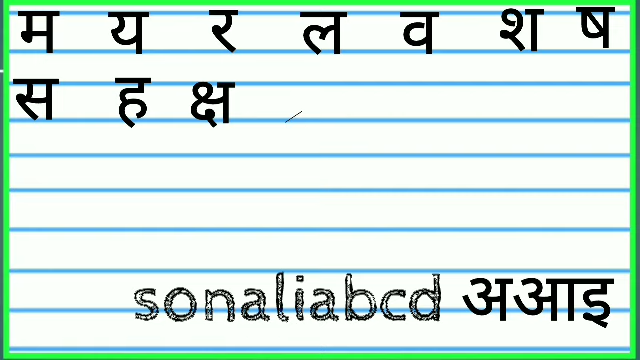 म य र ल व श ष
स ह क्ष
sonaliabcd अआइ